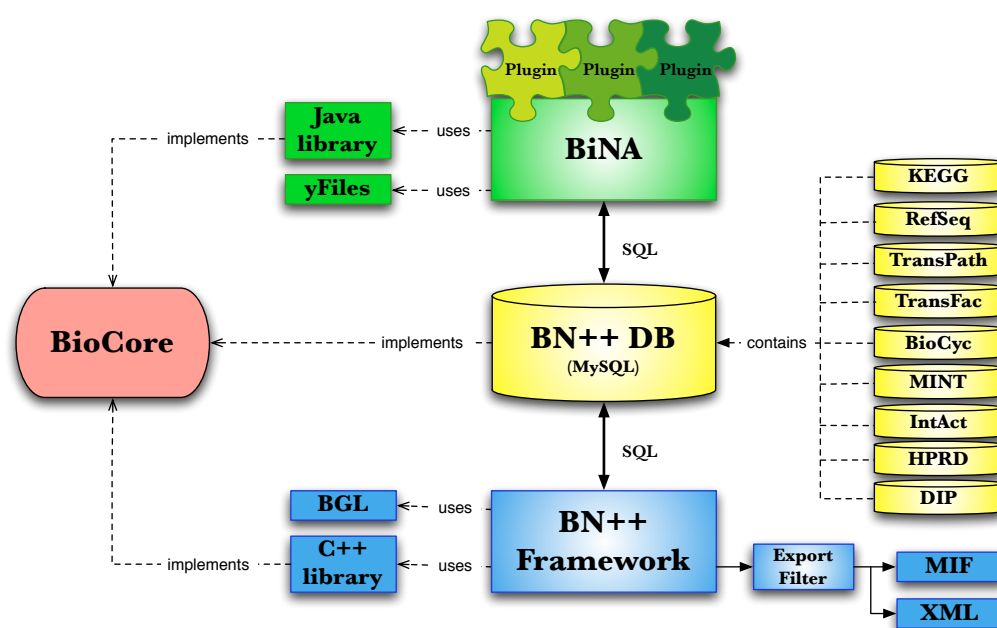 Plugin Plugin Plugin
BiNA
Java
library
uses
implements
yFiles
uses
SQL
BioCore
implements
BN++ DB
(MySQL)
contains
KEGG
RefSeq
TransPath
TransFac
BioCyc
MINT
IntAct
HPRD
DIP
SQL
BGL
uses
BN++
Framework
C++
library
uses
implements
Export
Filter
MIF
XML